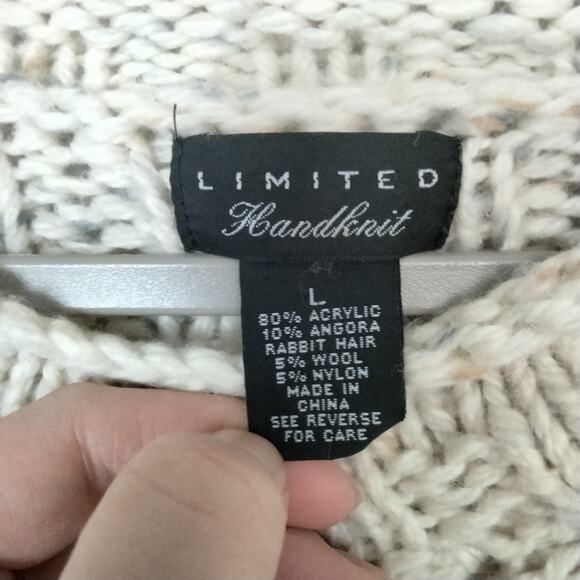 LIMITED
Handknit
L
80% ACRYLIC
10% ANGORA
RABBIT HAIR
5% WOOL
5% NYLON
MADE IN
CHINA
SEE REVERSE
FOR CARE